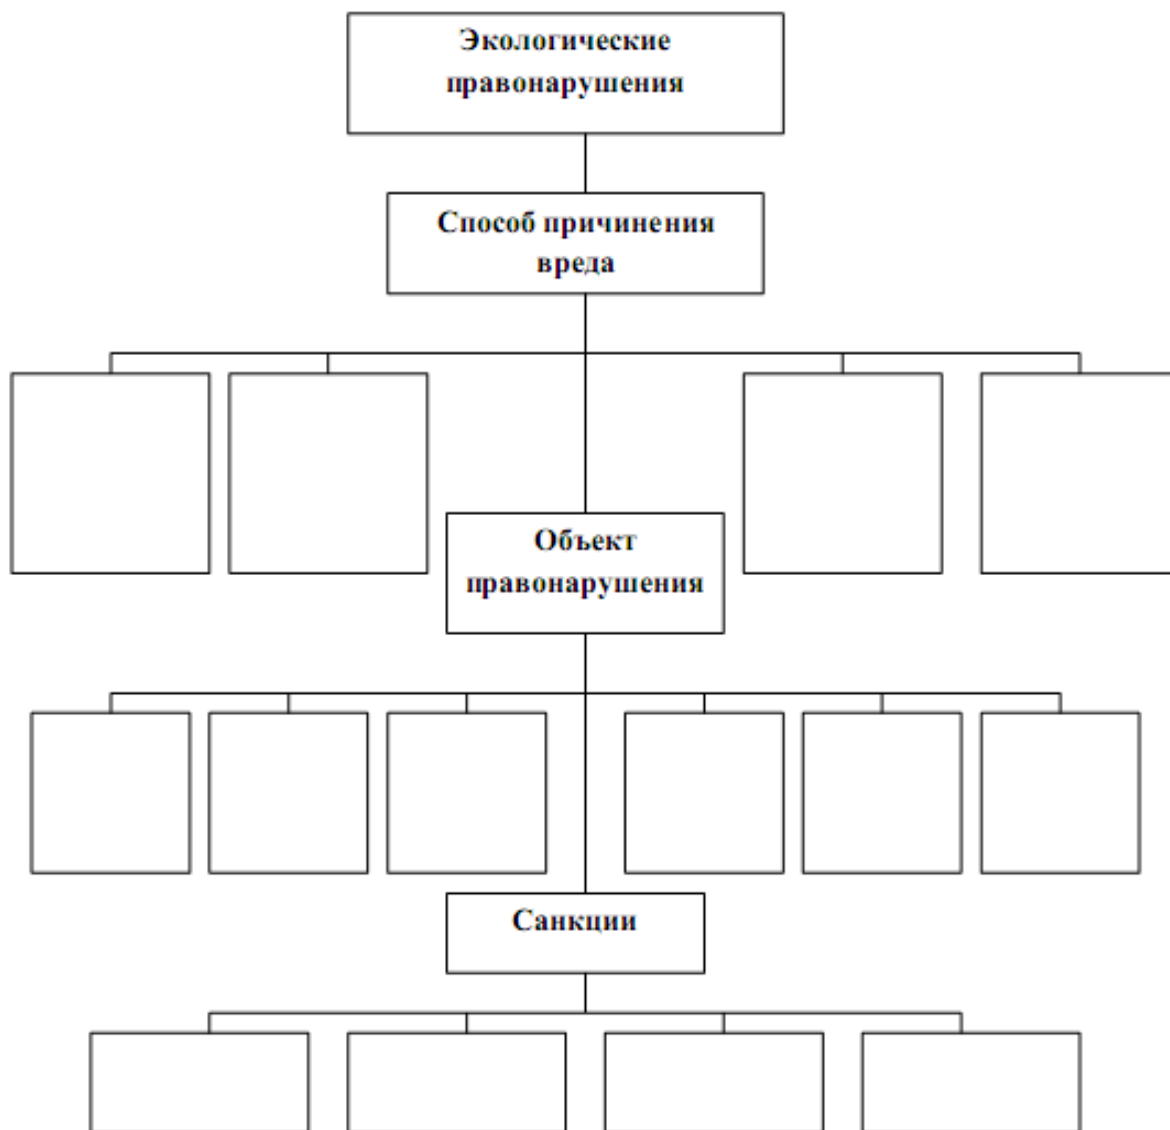 Экологические
правонарушения
Способ причинения
вреда
Объект
правонарушения
Санкции